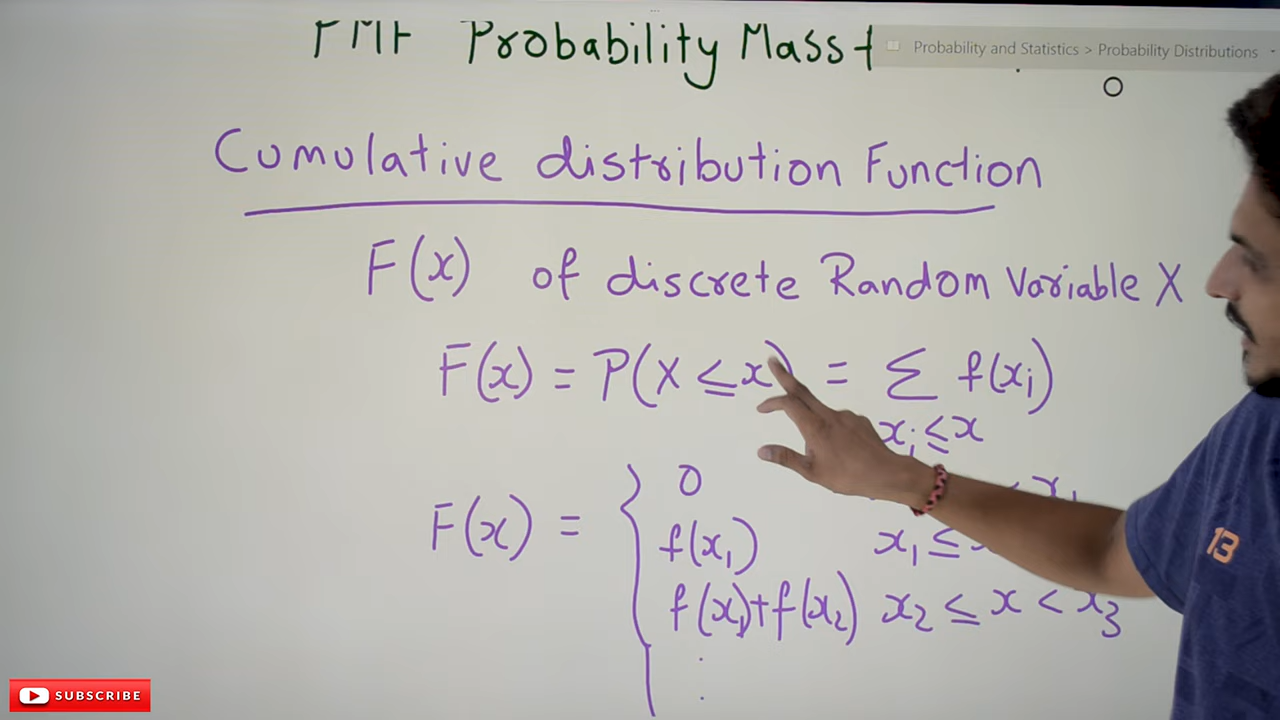 PMF Probability Mass f
Probability and Statistics > Probability Distributions
Cumulative distribution Function
F(x) of discrete Random Variable X
F(x) = P(X ≤ x) = Σ f(xi)
xi ≤ x
F(x) = { 0
f(x1) x1 ≤
f(x1)+f(x2) x2 ≤ x < x3
.
.
13
SUBSCRIBE